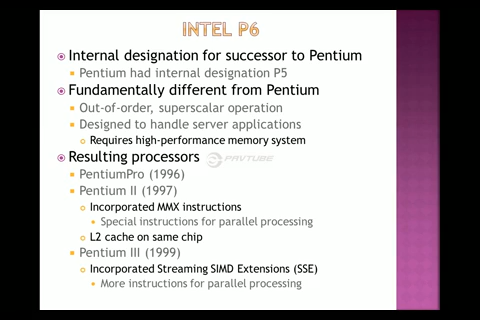 INTEL P6
Internal designation for successor to Pentium
Pentium had internal designation P5
Fundamentally different from Pentium
Out-of-order, superscalar operation
Designed to handle server applications
Requires high-performance memory system
Resulting processors
PAVTUBE
PentiumPro (1996)
Pentium II (1997)
Incorporated MMX instructions
Special instructions for parallel processing
L2 cache on same chip
Pentium III (1999)
Incorporated Streaming SIMD Extensions (SSE)
More instructions for parallel processing